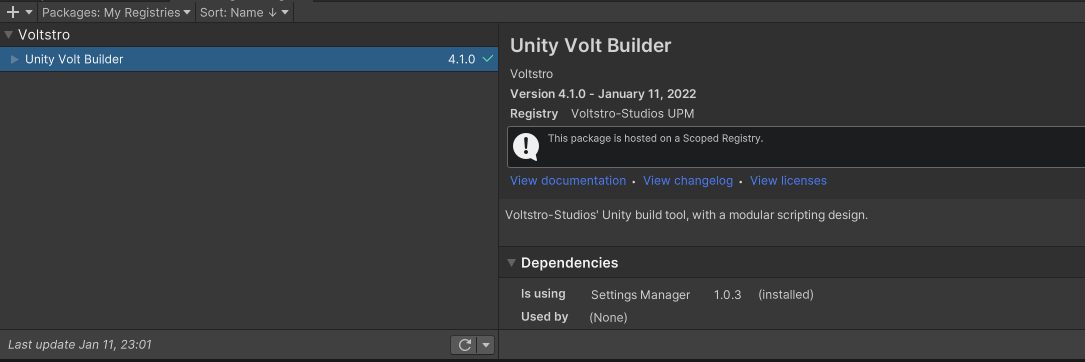 Packages: My Registries Sort: Name ↓
Voltstro
Unity Volt Builder 4.1.0
Last update Jan 11, 23:01
Unity Volt Builder
Voltstro
Version 4.1.0 - January 11, 2022
Registry Voltstro-Studios UPM
This package is hosted on a Scoped Registry.
View documentation • View changelog • View licenses
Voltstro-Studios' Unity build tool, with a modular scripting design.
Dependencies
Is using Settings Manager 1.0.3 (installed)
Used by (None)